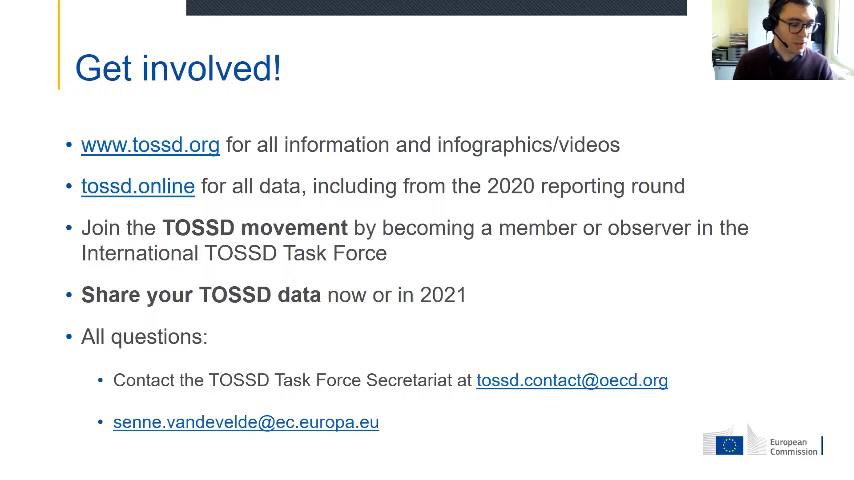 Get involved!
• www.tossd.org for all information and infographics/videos
• tossd.online for all data, including from the 2020 reporting round
• Join the TOSSD movement by becoming a member or observer in the
International TOSSD Task Force
• Share your TOSSD data now or in 2021
• All questions:
• Contact the TOSSD Task Force Secretariat at tossd.contact@oecd.org
• senne.vandevelde@ec.europa.eu
European
Commission